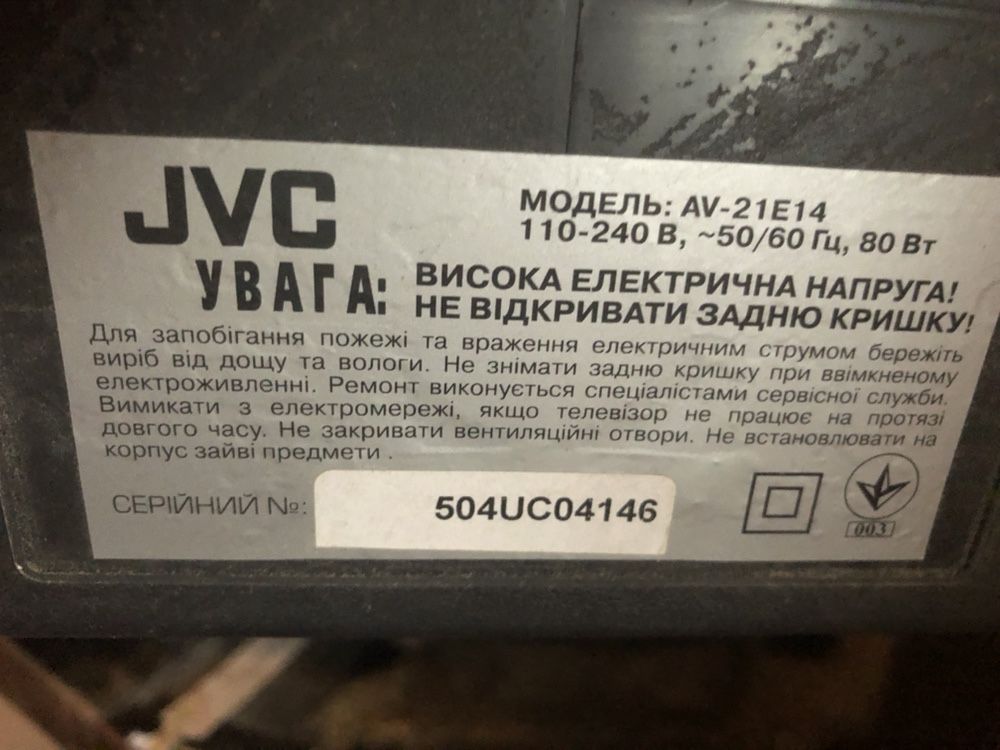 JVC
МОДЕЛЬ: AV-21E14
110-240 В, ~50/60 Гц, 80 Вт
УВАГА:
ВИСОКА ЕЛЕКТРИЧНА НАПРУГА!
НЕ ВІДКРИВАТИ ЗАДНЮ КРИШКУ!
Для запобігання пожежі та враження електричним струмом бережіть
виріб від дощу та вологи. Не знімати задню кришку при ввімкненому
електроживленні. Ремонт виконується спеціалістами сервісної служби.
Вимикати з електромережі, якщо телевізор не працює на протязі
довгого часу. Не закривати вентиляційні отвори. Не встановлювати на
корпус зайві предмети .
СЕРІЙНИЙ №: 504UC04146
003